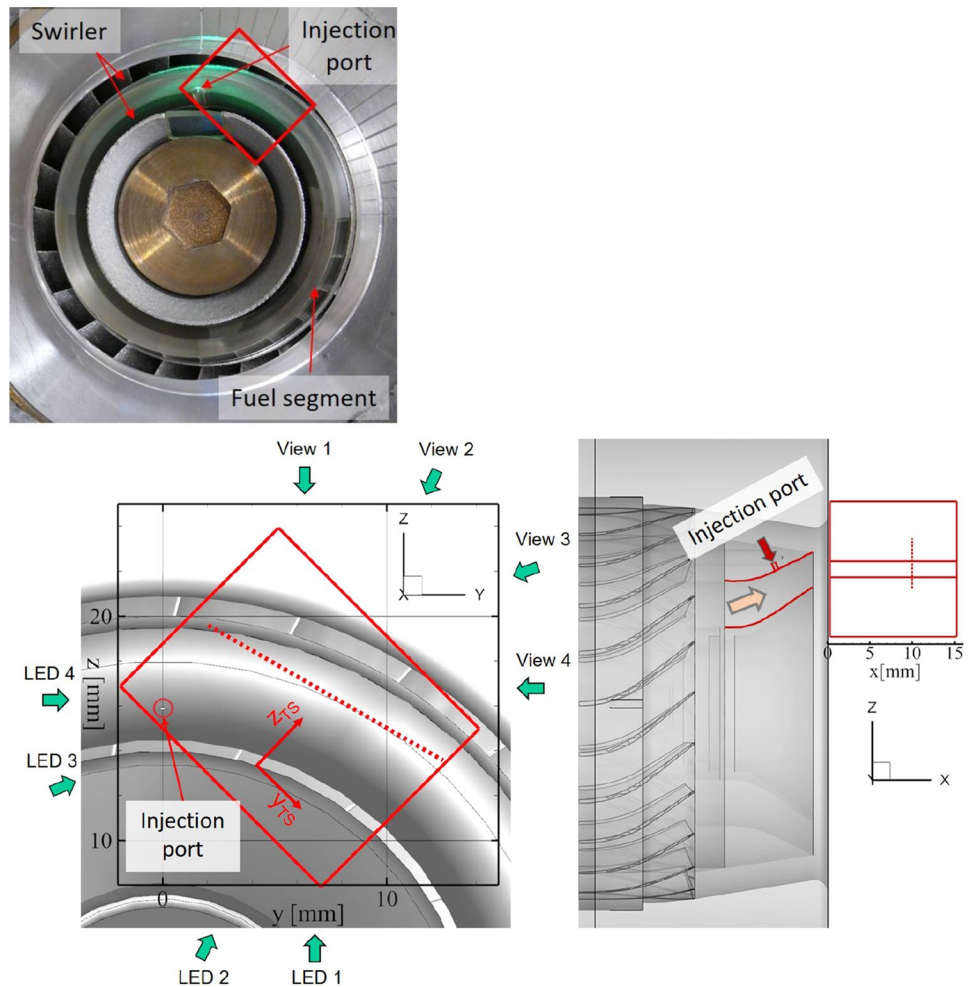 Swirler
Injection
port
Fuel segment
View 1
View 2
View 3
View 4
LED 4
LED 3
LED 2
LED 1
Z
X
Y
20
10
z
[mm]
z_TS
y_TS
Injection
port
0
10
y [mm]
Injection port
0
5
10
15
x[mm]
Z
Y
X